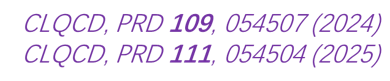 CLQCD, PRD 109, 054507 (2024)
CLQCD, PRD 111, 054504 (2025)